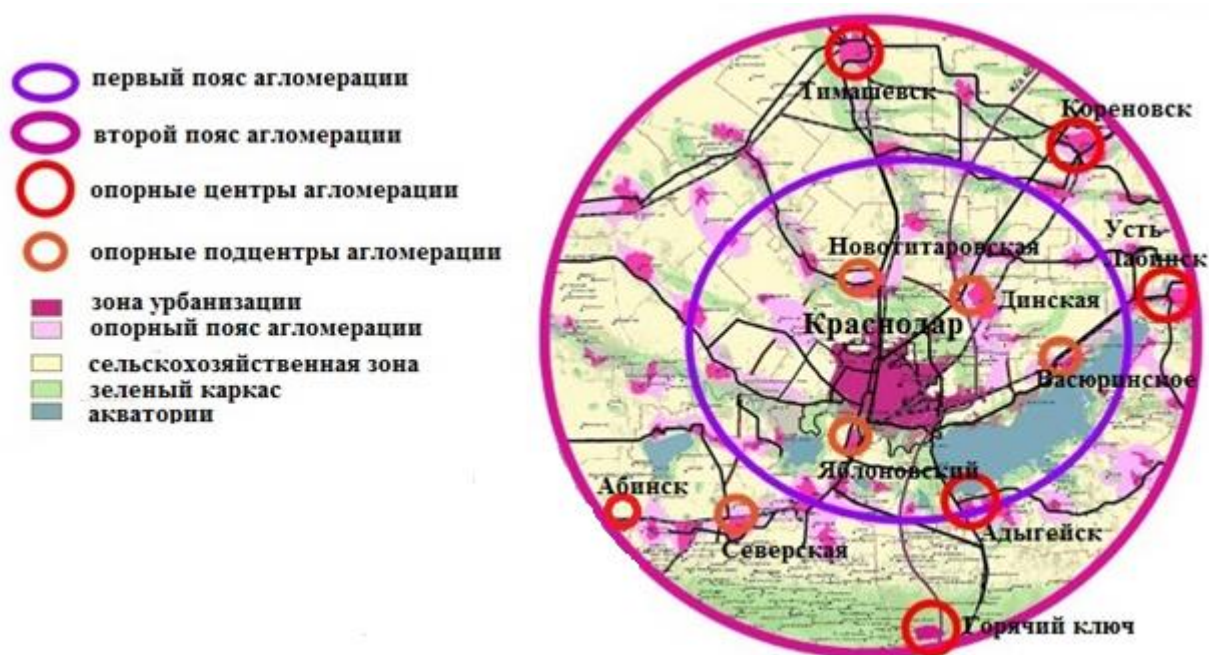 первый пояс агломерации
второй пояс агломерации
опорные центры агломерации
опорные подцентры агломерации
зона урбанизации
опорный пояс агломерации
сельскохозяйственная зона
зеленый каркас
акватории
Тимашевск
Кореновск
Усть-
Лабинск
Новотитаровская
Динская
Краснодар
Васюринское
Яблоновский
Абинск
Северская
Адыгейск
Горячий ключ